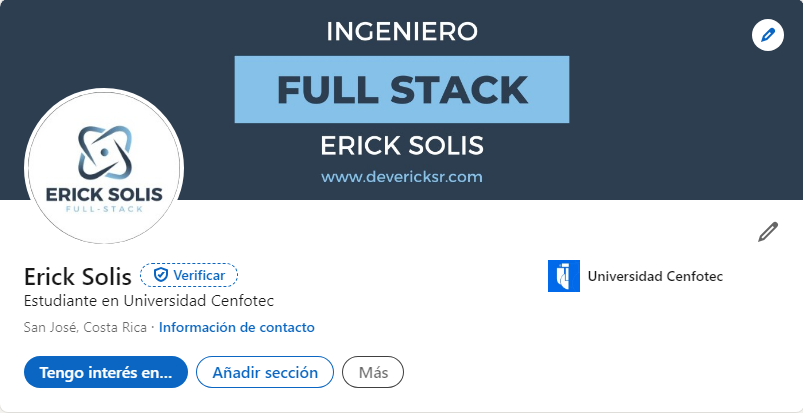 INGENIERO
FULL STACK
ERICK SOLIS
www.devericksr.com
ERICK SOLIS
FULL-STACK
Erick Solis
Verificar
Universidad Cenfotec
Estudiante en Universidad Cenfotec
San José, Costa Rica · Información de contacto
Tengo interés en...
Añadir sección
Más